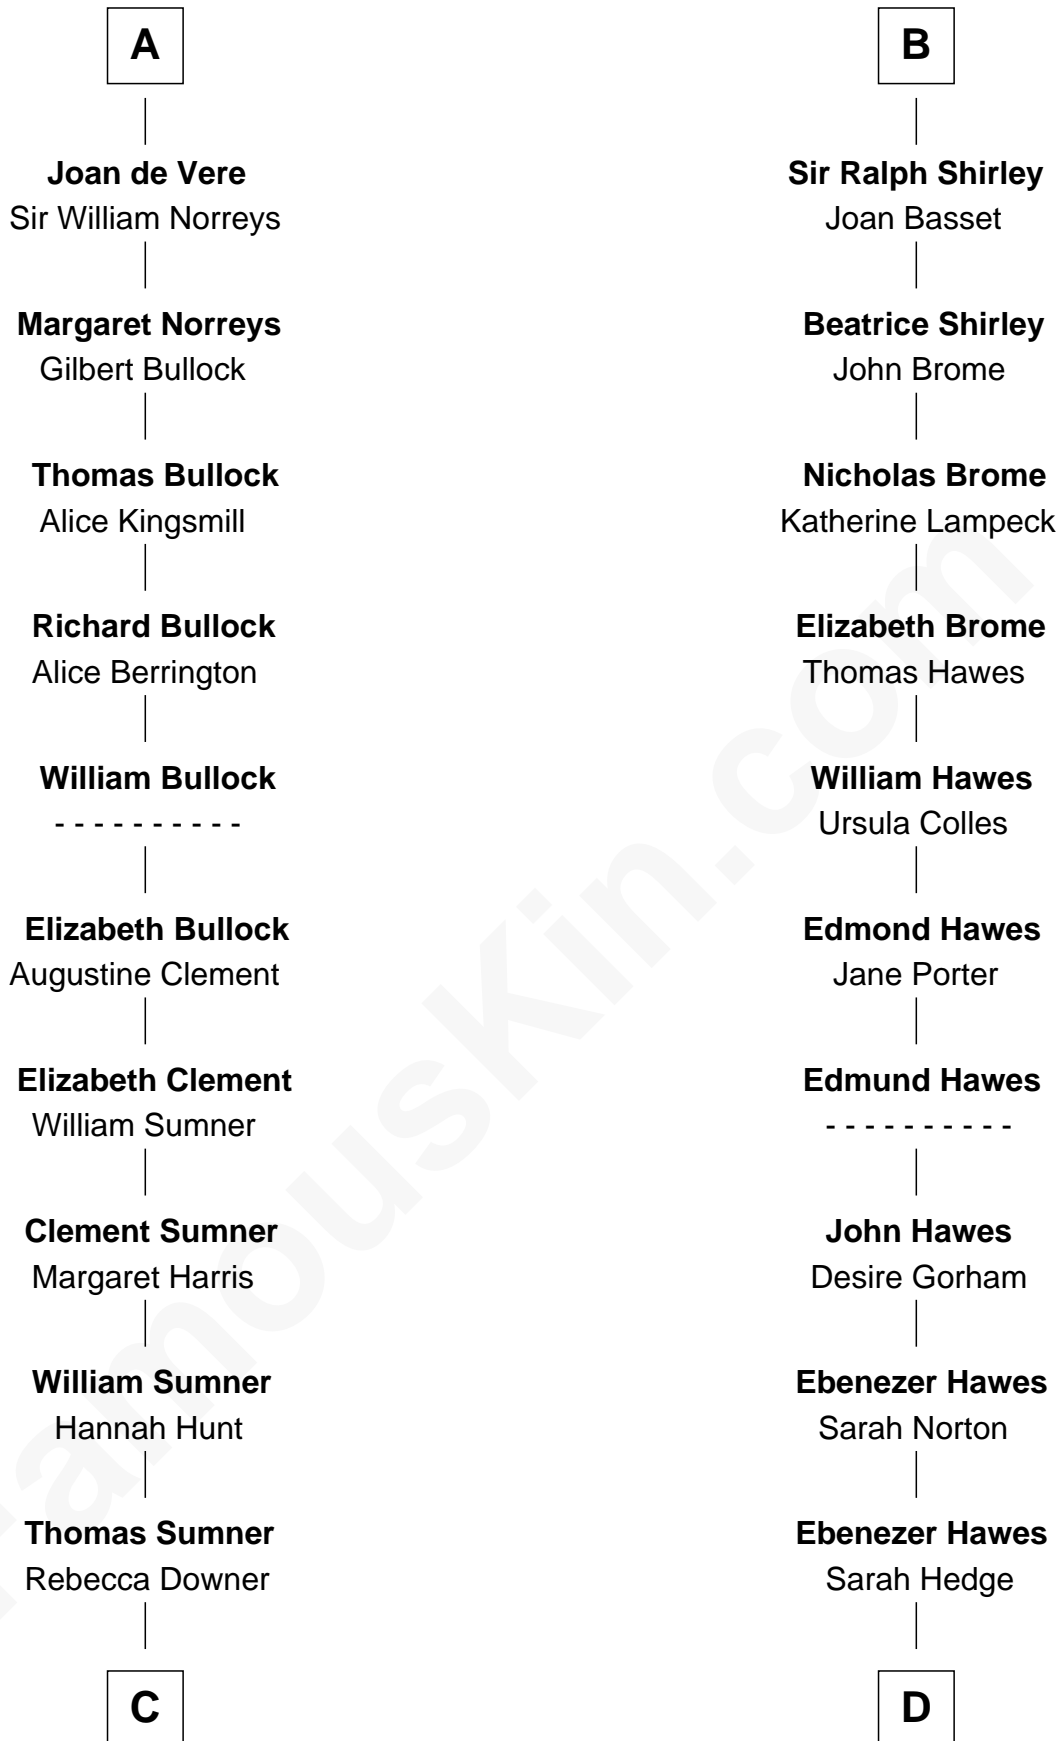 A
Joan de Vere
Sir William Norreys
Margaret Norreys
Gilbert Bullock
Thomas Bullock
Alice Kingsmill
Richard Bullock
Alice Berrington
William Bullock
- - - - - - - - - -
Elizabeth Bullock
Augustine Clement
Elizabeth Clement
William Sumner
Clement Sumner
Margaret Harris
William Sumner
Hannah Hunt
Thomas Sumner
Rebecca Downer
C
B
Sir Ralph Shirley
Joan Basset
Beatrice Shirley
John Brome
Nicholas Brome
Katherine Lampeck
Elizabeth Brome
Thomas Hawes
William Hawes
Ursula Colles
Edmond Hawes
Jane Porter
Edmund Hawes
- - - - - - - - - -
John Hawes
Desire Gorham
Ebenezer Hawes
Sarah Norton
Ebenezer Hawes
Sarah Hedge
D
FamousKin.com